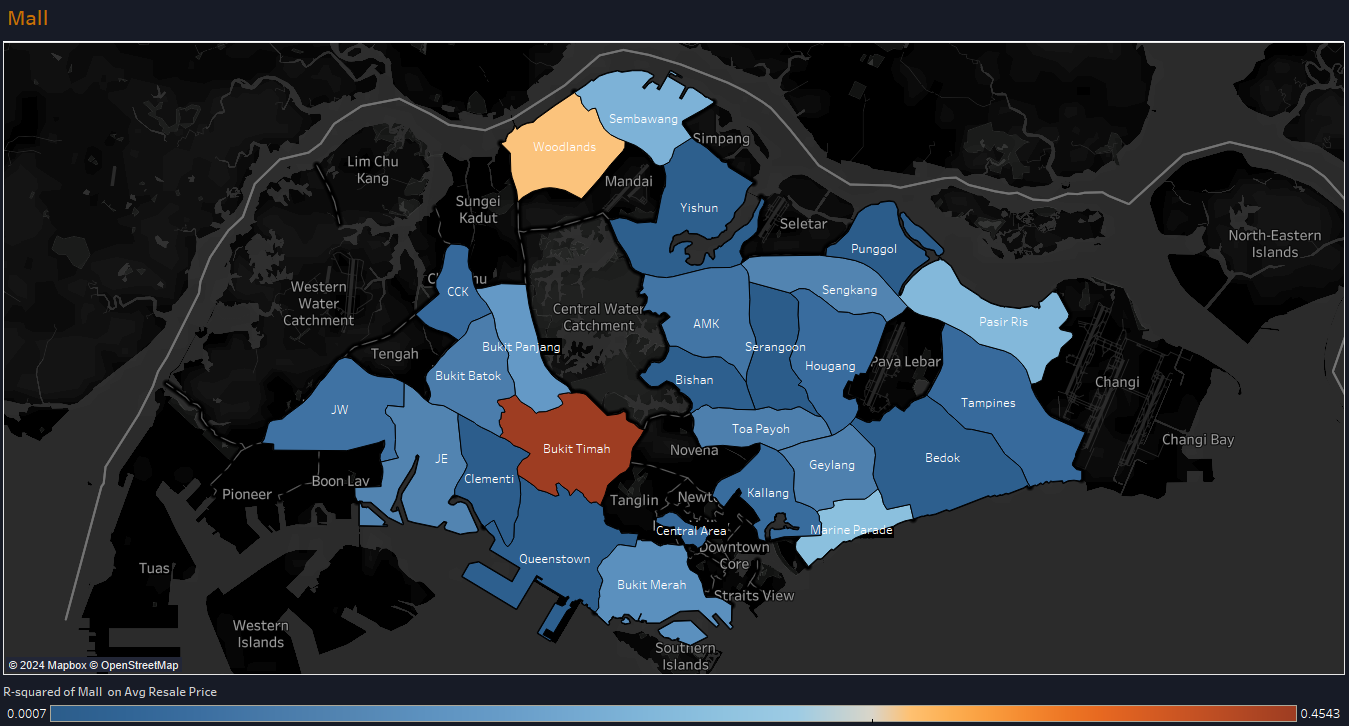 Mall
Sembawang
Simpang
Woodlands
Lim Chu
Kang
Mandai
Sungei
Kadut
Yishun
Seletar
Punggol
North-Eastern
Islands
CCK
Western
Water
Catchment
Sengkang
Central Water
Catchment
AMK
Pasir Ris
Bukit Panjang
Serangoon
Tengah
Hougang
Paya Lebar
Bukit Batok
Bishan
Changi
JW
Tampines
Toa Payoh
Changi Bay
Bukit Timah
Novena
JE
Geylang
Bedok
Clementi
Boon Lay
Pioneer
Kallang
Tanglin
Central Area
Marine Parade
Downtown
Core
Queenstown
Tuas
Bukit Merah
Straits View
Western
Islands
Southern
Islands
© 2024 Mapbox © OpenStreetMap
R-squared of Mall on Avg Resale Price
0.0007
0.4543